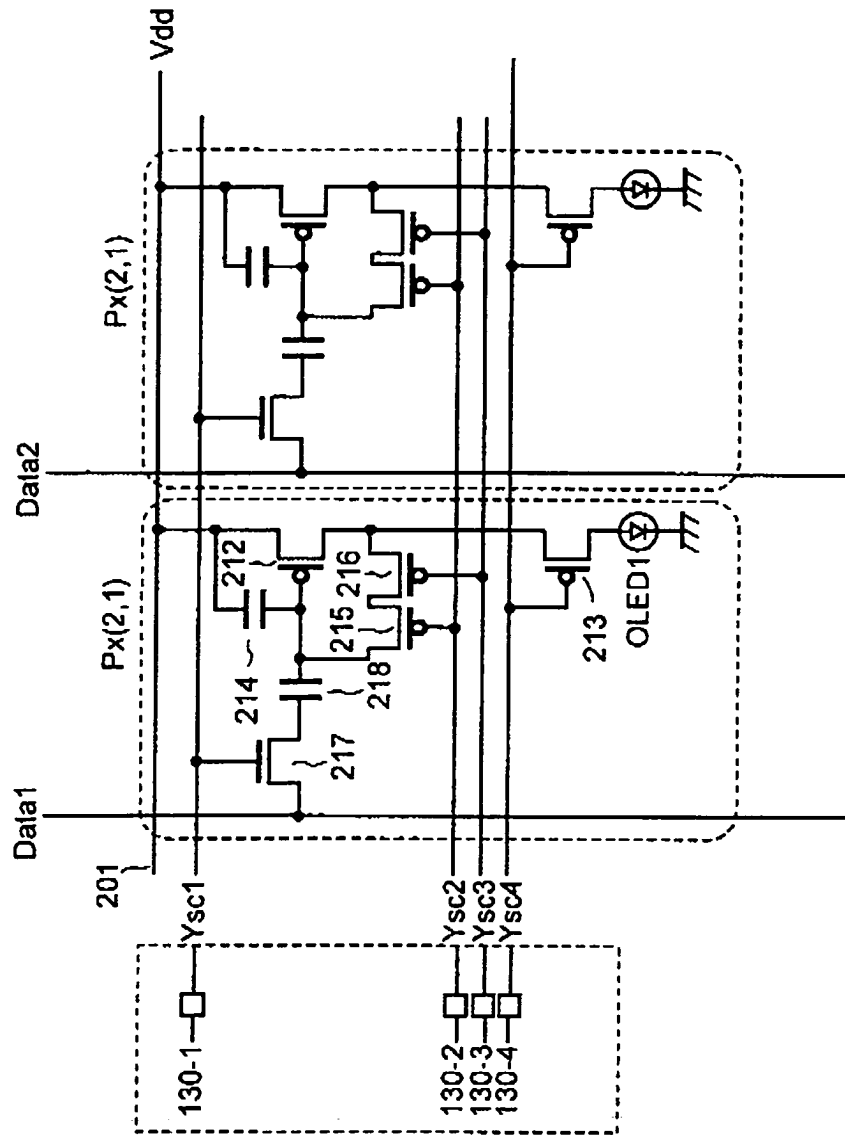 Vdd
Px(2,1)
Px(2,1)
Data2
Data1
201
212
214
215
216
218
217
213
OLED1
Ysc1
Ysc2
Ysc3
Ysc4
130-1
130-2
130-3
130-4